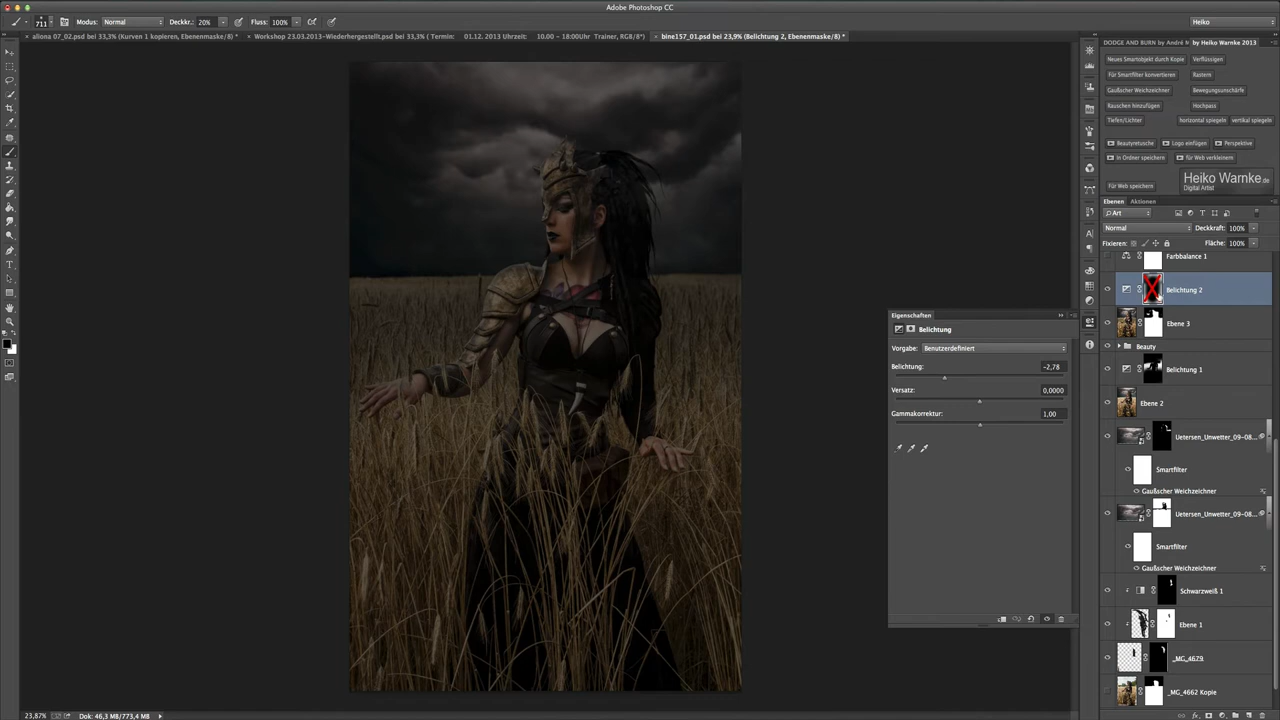 Adobe Photoshop CC
711 Modus: Normal Deckkr.: 20% Fluss: 100% Heiko
allona 07_02.psd bei 33,3% (Kurven 1 kopieren, Ebenenmaske/8) *
Workshop 23.03.2013-Wiederhergestellt.psd bei 33,3% ( Termin: 01.12. 2013 Uhrzeit: 10.00 - 18:00Uhr Trainer, RGB/8*)
bine157_01.psd bei 23,9% (Belichtung 2, Ebenenmaske/8) *
DODGE AND BURN by André M by Heiko Warnke 2013
Neues Smartobjekt durch Kopie Verflüssigen
Für Smartfilter konvertieren Rastern
Gaußscher Weichzeichner Bewegungsunschärfe
Rauschen hinzufügen Hochpass
Tiefen/Lichter horizontal spiegeln vertikal spiegeln
Beautyretusche Logo einfügen Perspektive
in Ordner speichern für Web verkleinern
Für Web speichern
Heiko Warnke.de
Digital Artist
Ebenen Aktionen
Art
Normal Deckkraft: 100%
Fixieren: Fläche: 100%
Farbbalance 1
Belichtung 2
Ebene 3
Beauty
Belichtung 1
Ebene 2
Uetersen_Unwetter_09-08...
Smartfilter
Gaußscher Weichzeichner
Uetersen_Unwetter_09-08...
Smartfilter
Gaußscher Weichzeichner
Schwarzweiß 1
Ebene 1
_MG_4679
_MG_4662 Kopie
Eigenschaften
Belichtung
Vorgabe: Benutzerdefiniert
Belichtung: -2,78
Versatz: 0,0000
Gammakorrektur: 1,00
23,87% Dok: 46,3 MB/773,4 MB